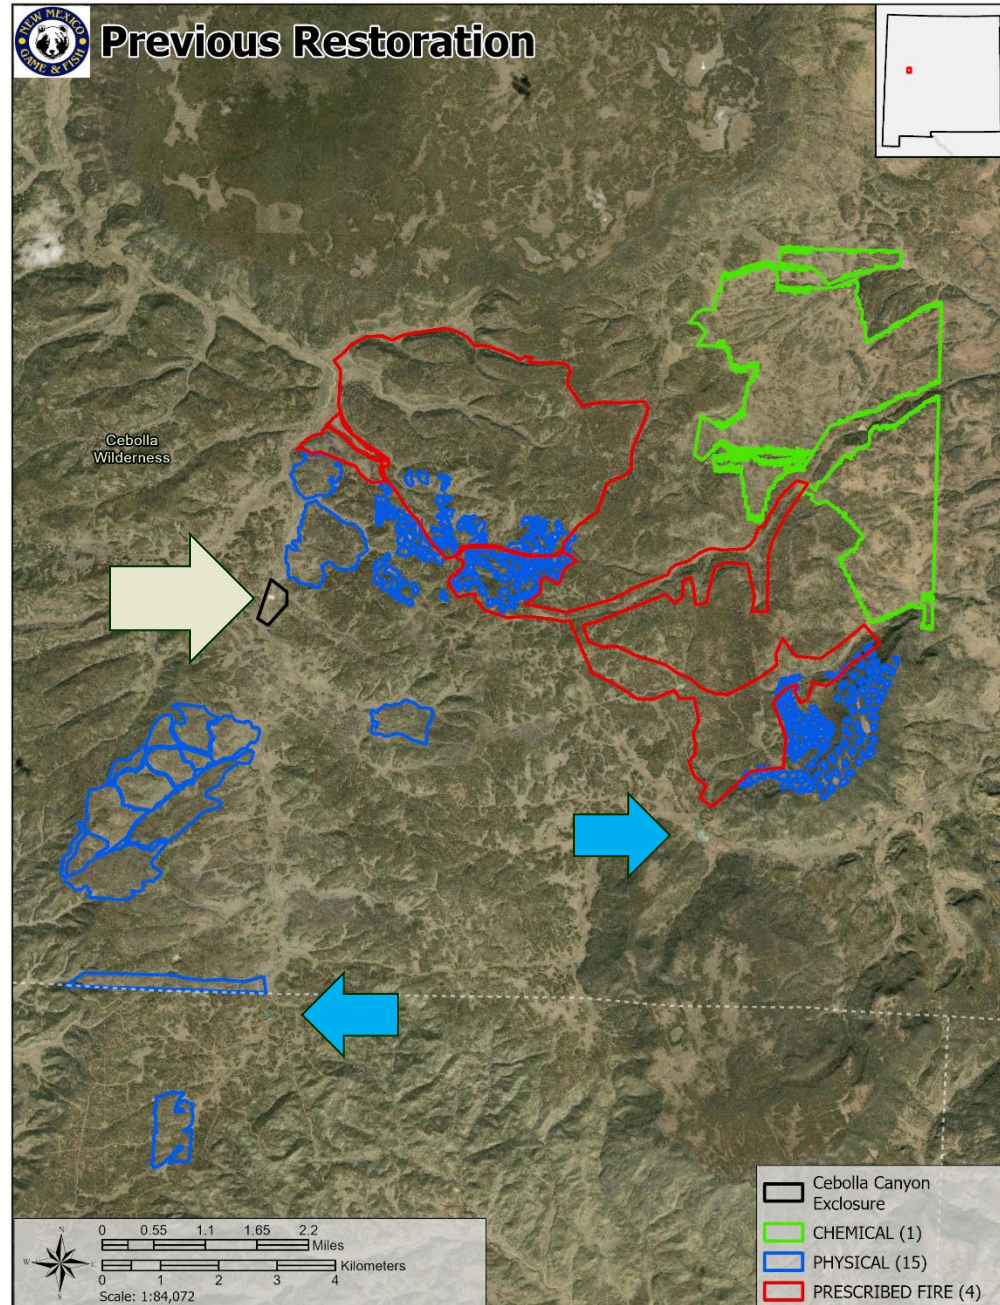 NEW MEXICO
GAME & FISH
Previous Restoration
Cebolla
Wilderness
Cebolla Canyon
Exclosure
CHEMICAL (1)
PHYSICAL (15)
PRESCRIBED FIRE (4)
N
W
E
S
0 0.55 1.1 1.65 2.2
Miles
Kilometers
0 1 2 3 4
Scale: 1:84,072